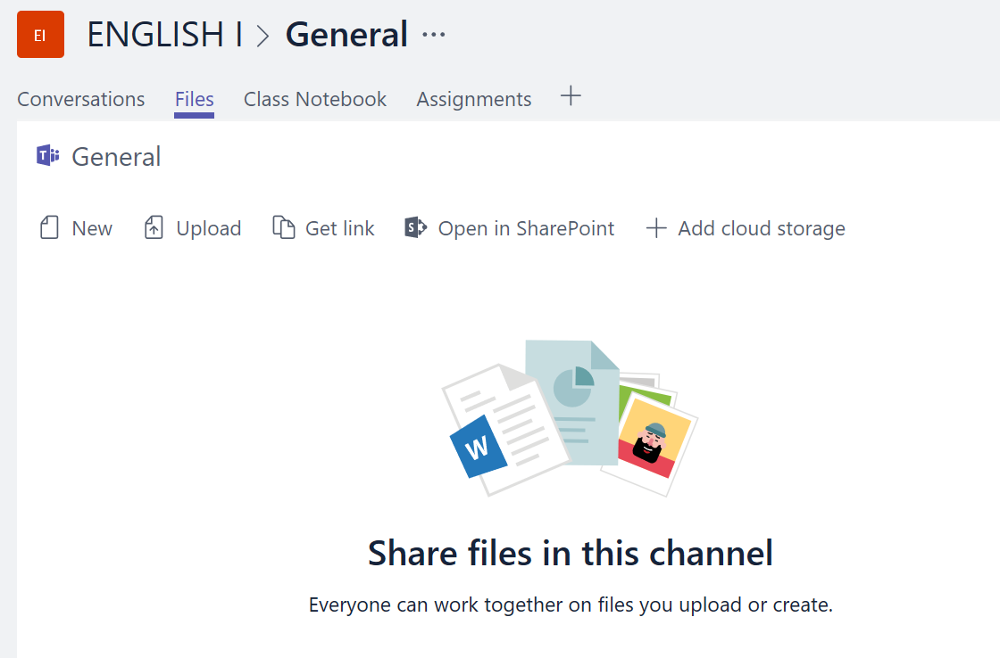 EI
ENGLISH I > General ...
Conversations Files Class Notebook Assignments +
T General
New Upload Get link S Open in SharePoint + Add cloud storage
W
Share files in this channel
Everyone can work together on files you upload or create.